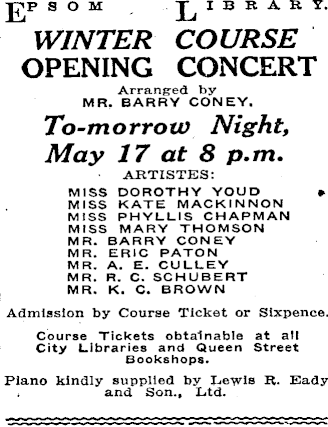 EPSOM LIBRARY.
WINTER COURSE
OPENING CONCERT
Arranged by
MR. BARRY CONEY.
To-morrow Night,
May 17 at 8 p.m.
ARTISTES:
MISS DOROTHY YOUD
MISS KATE MACKINNON
MISS PHYLLIS CHAPMAN
MISS MARY THOMSON
MR. BARRY CONEY
MR. ERIC PATON
MR. A. E. CULLEY
MR. R. C. SCHUBERT
MR. K. C. BROWN
Admission by Course Ticket or Sixpence.
Course Tickets obtainable at all
City Libraries and Queen Street
Bookshops.
Piano kindly supplied by Lewis R. Eady
and Son., Ltd.